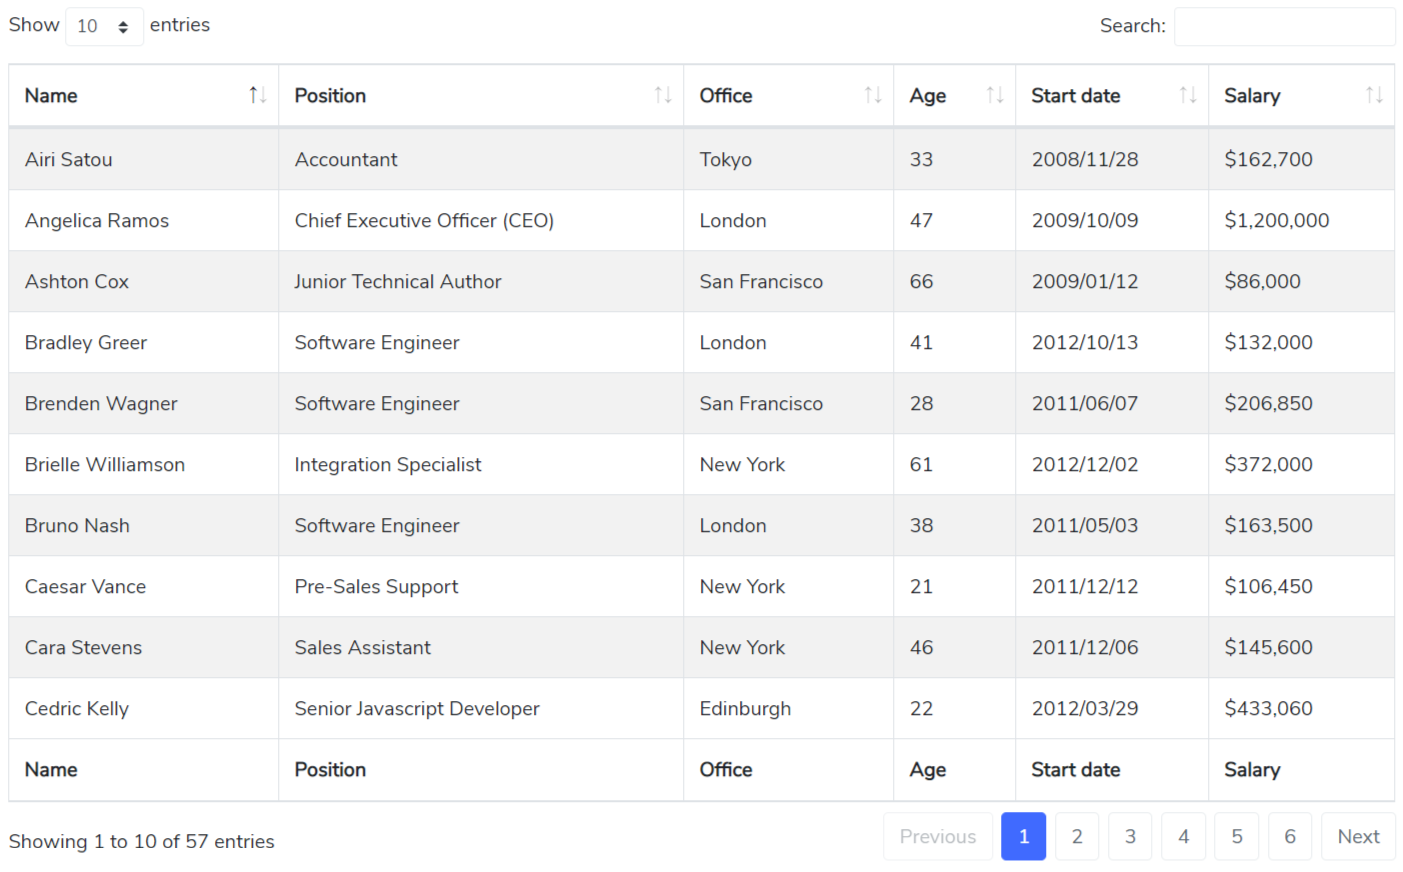 Show 10 entries Search:
Name Position Office Age Start date Salary
Airi Satou Accountant Tokyo 33 2008/11/28 $162,700
Angelica Ramos Chief Executive Officer (CEO) London 47 2009/10/09 $1,200,000
Ashton Cox Junior Technical Author San Francisco 66 2009/01/12 $86,000
Bradley Greer Software Engineer London 41 2012/10/13 $132,000
Brenden Wagner Software Engineer San Francisco 28 2011/06/07 $206,850
Brielle Williamson Integration Specialist New York 61 2012/12/02 $372,000
Bruno Nash Software Engineer London 38 2011/05/03 $163,500
Caesar Vance Pre-Sales Support New York 21 2011/12/12 $106,450
Cara Stevens Sales Assistant New York 46 2011/12/06 $145,600
Cedric Kelly Senior Javascript Developer Edinburgh 22 2012/03/29 $433,060
Name Position Office Age Start date Salary
Showing 1 to 10 of 57 entries Previous 1 2 3 4 5 6 Next